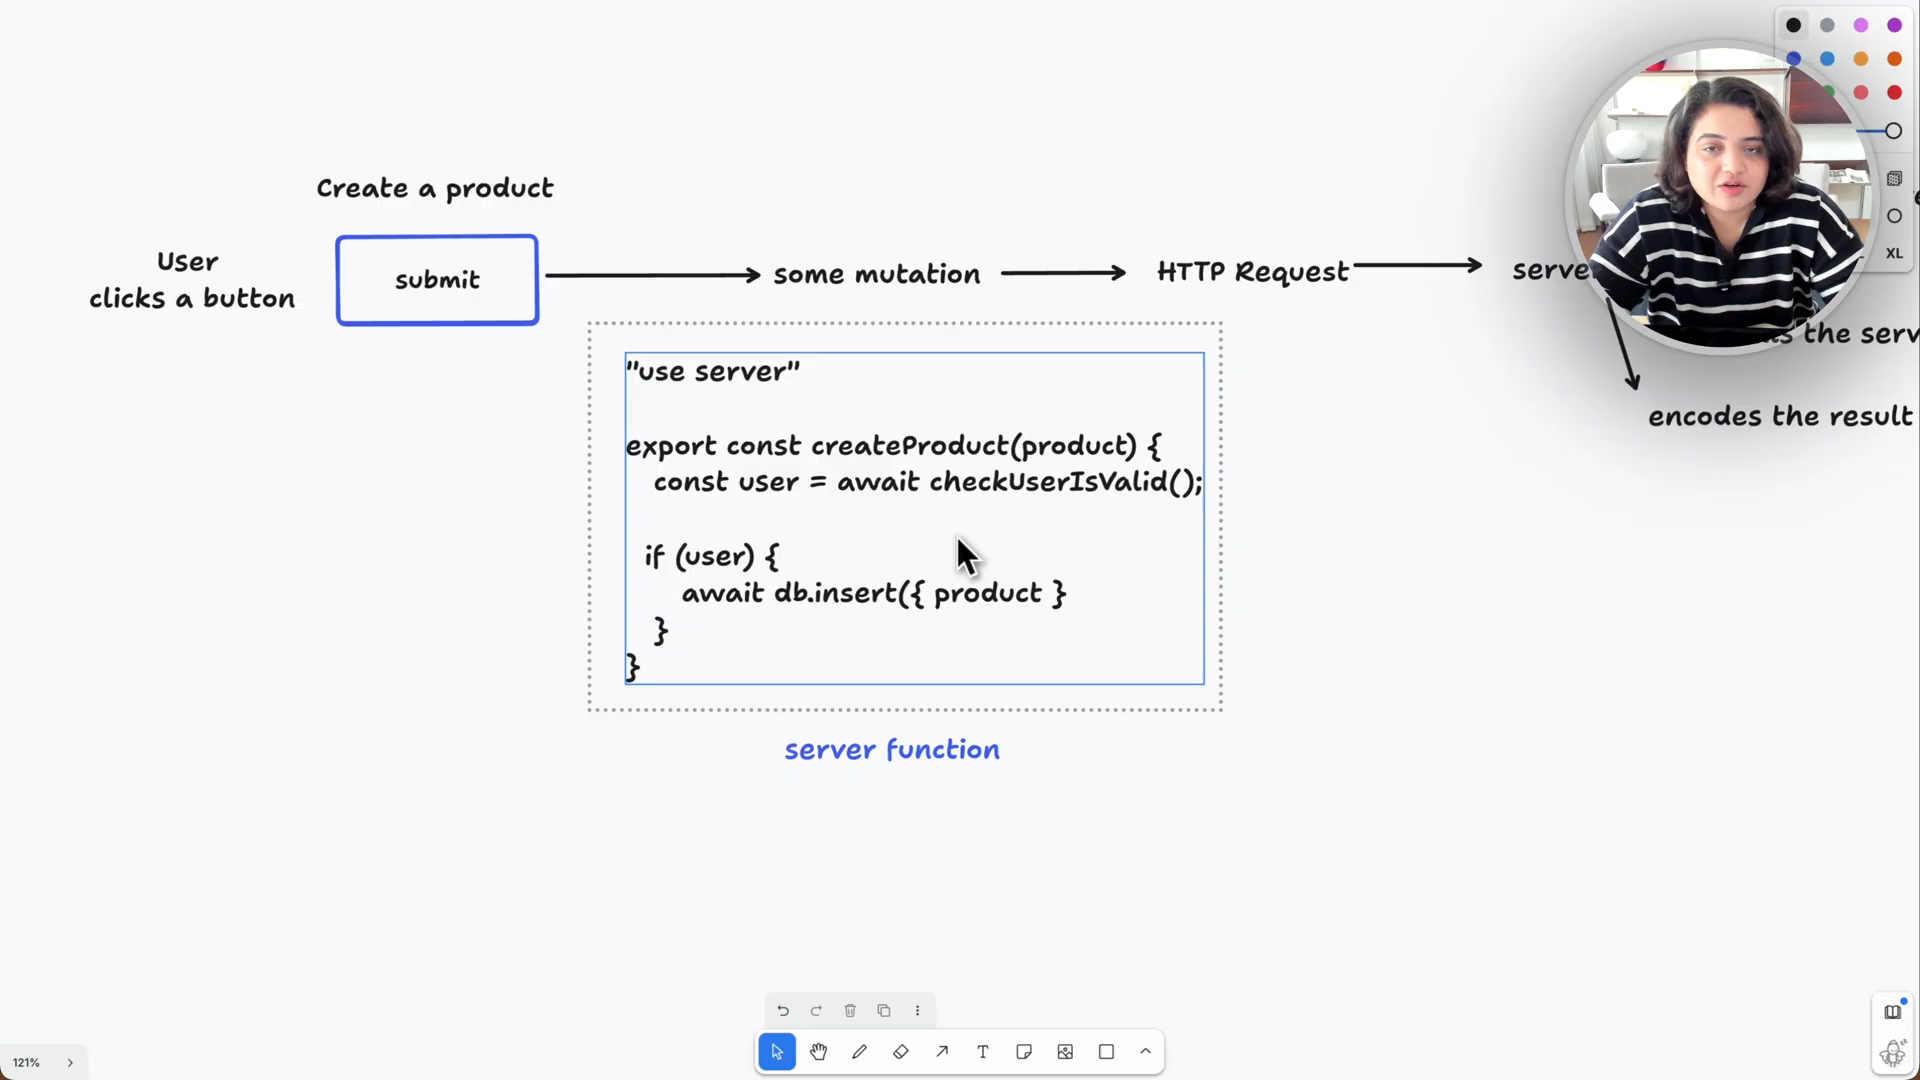 Create a product
User
clicks a button
submit
some mutation
HTTP Request
"use server"
export const createProduct(product) {
const user = await checkUserIsValid();
if (user) {
await db.insert({ product }
}
}
server function
the serv
encodes the result
XL
121%